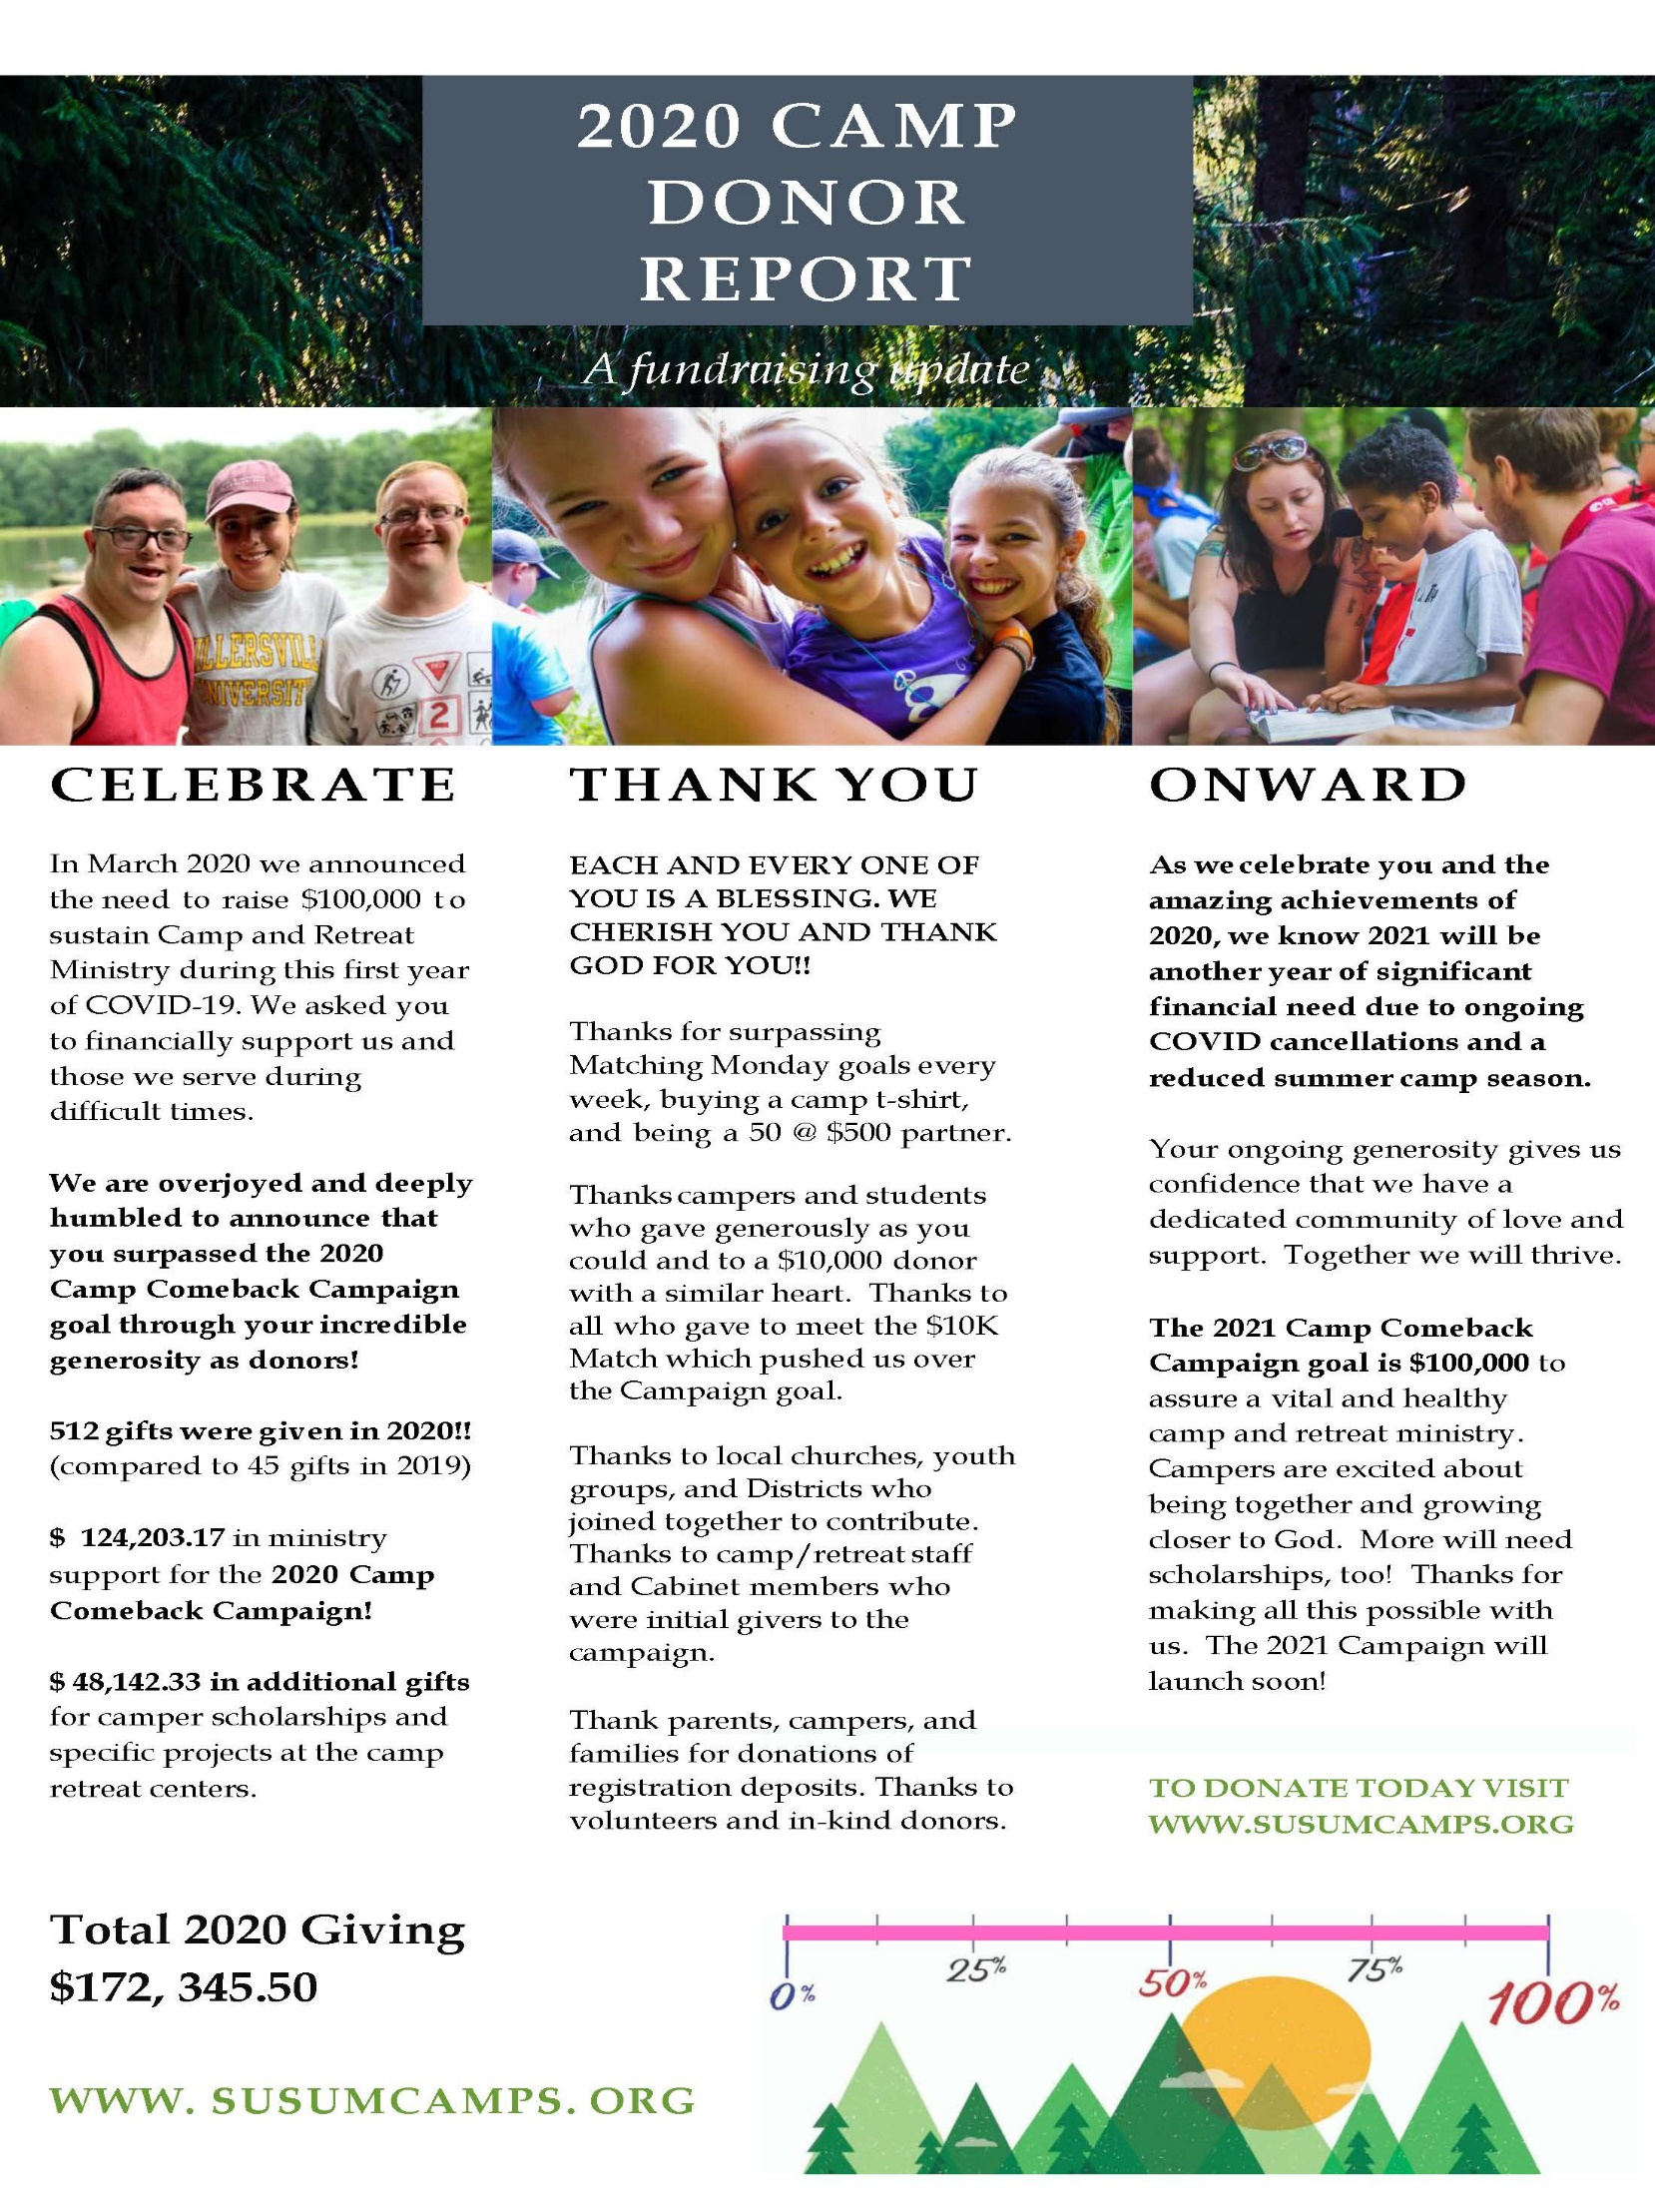 2020 CAMP
DONOR
REPORT
A fundraising update
CELEBRATE
In March 2020 we announced
the need to raise $100,000 to
sustain Camp and Retreat
Ministry during this first year
of COVID-19. We asked you
to financially support us and
those we serve during
difficult times.
We are overjoyed and deeply
humbled to announce that
you surpassed the 2020
Camp Comeback Campaign
goal through your incredible
generosity as donors!
512 gifts were given in 2020!!
(compared to 45 gifts in 2019)
$ 124,203.17 in ministry
support for the 2020 Camp
Comeback Campaign!
$ 48,142.33 in additional gifts
for camper scholarships and
specific projects at the camp
retreat centers.
THANK YOU
EACH AND EVERY ONE OF
YOU IS A BLESSING. WE
CHERISH YOU AND THANK
GOD FOR YOU!!
Thanks for surpassing
Matching Monday goals every
week, buying a camp t-shirt,
and being a 50 @ $500 partner.
Thanks campers and students
who gave generously as you
could and to a $10,000 donor
with a similar heart. Thanks to
all who gave to meet the $10K
Match which pushed us over
the Campaign goal.
Thanks to local churches, youth
groups, and Districts who
joined together to contribute.
Thanks to camp/retreat staff
and Cabinet members who
were initial givers to the
campaign.
Thank parents, campers, and
families for donations of
registration deposits. Thanks to
volunteers and in-kind donors.
ONWARD
As we celebrate you and the
amazing achievements of
2020, we know 2021 will be
another year of significant
financial need due to ongoing
COVID cancellations and a
reduced summer camp season.
Your ongoing generosity gives us
confidence that we have a
dedicated community of love and
support. Together we will thrive.
The 2021 Camp Comeback
Campaign goal is $100,000 to
assure a vital and healthy
camp and retreat ministry.
Campers are excited about
being together and growing
closer to God. More will need
scholarships, too! Thanks for
making all this possible with
us. The 2021 Campaign will
launch soon!
TO DONATE TODAY VISIT
WWW.SUSUMCAMPS.ORG
Total 2020 Giving
$172, 345.50
WWW. SUSUMCAMPS. ORG
0%
25%
50%
75%
100%
ILLERSVILL
NIVERSIT
2